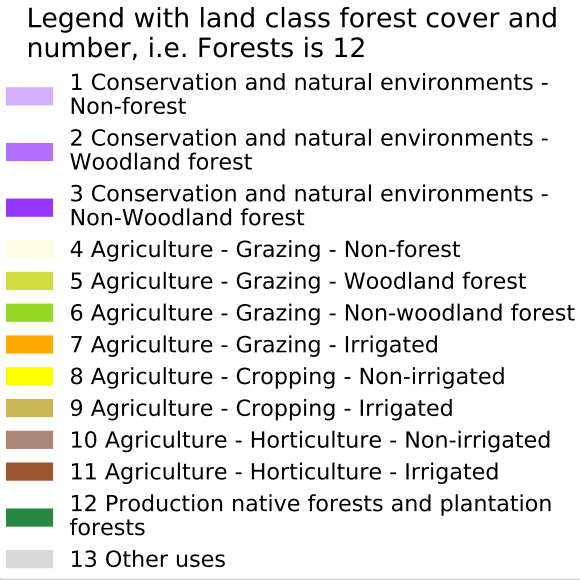 Legend with land class forest cover and
number, i.e. Forests is 12
1 Conservation and natural environments -
Non-forest
2 Conservation and natural environments -
Woodland forest
3 Conservation and natural environments -
Non-Woodland forest
4 Agriculture - Grazing - Non-forest
5 Agriculture - Grazing - Woodland forest
6 Agriculture - Grazing - Non-woodland forest
7 Agriculture - Grazing - Irrigated
8 Agriculture - Cropping - Non-irrigated
9 Agriculture - Cropping - Irrigated
10 Agriculture - Horticulture - Non-irrigated
11 Agriculture - Horticulture - Irrigated
12 Production native forests and plantation
forests
13 Other uses